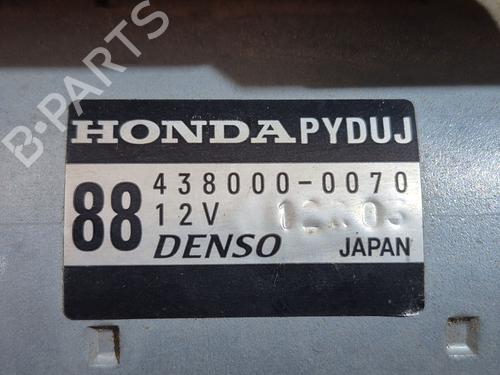 B-PARTS
HONDA PYDUJ
88 438000-0070
12V
DENSO JAPAN